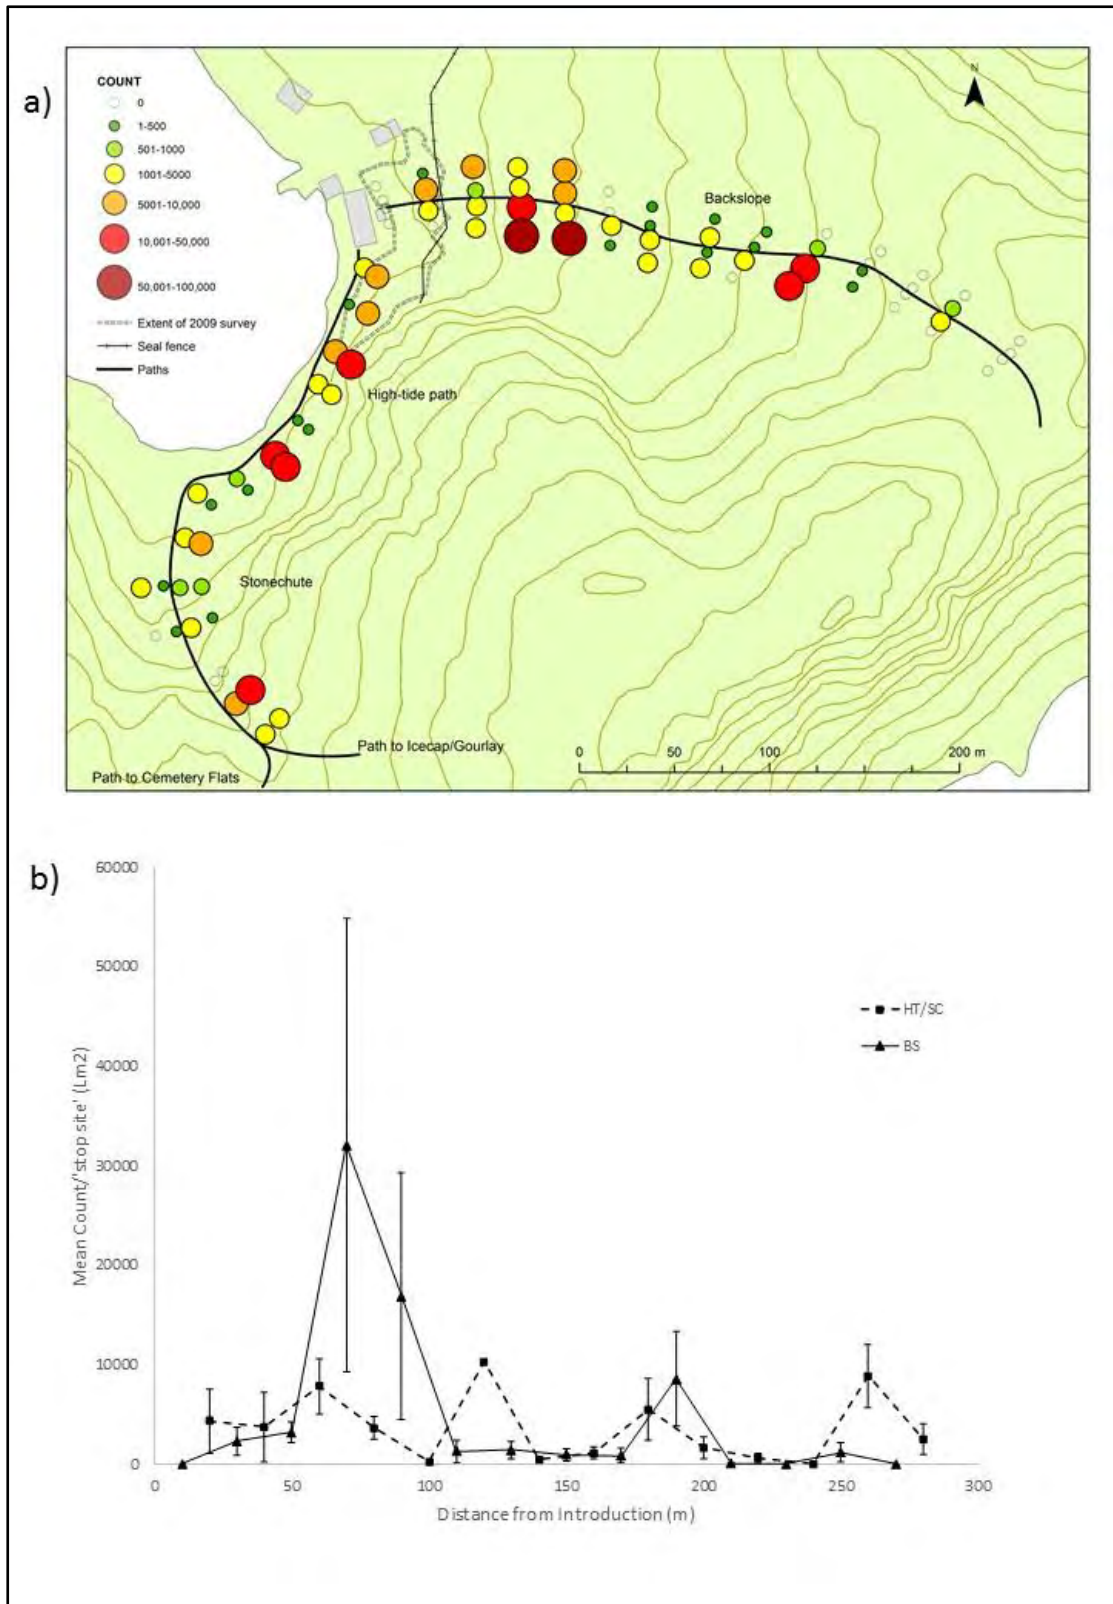 a)
COUNT
0
1-500
501-1000
1001-5000
5001-10,000
10,001-50,000
50,001-100,000
Extent of 2009 survey
Seal fence
Paths
N
Backslope
High-tide path
Stonechute
Path to Icecap/Gourlay
Path to Cemetery Flats
0 50 100 200 m
b)
60000
50000
40000
30000
20000
10000
0
Mean Count/'stop site' (Lm2)
HT/SC
BS
0 50 100 150 200 250 300
Distance from Introduction (m)